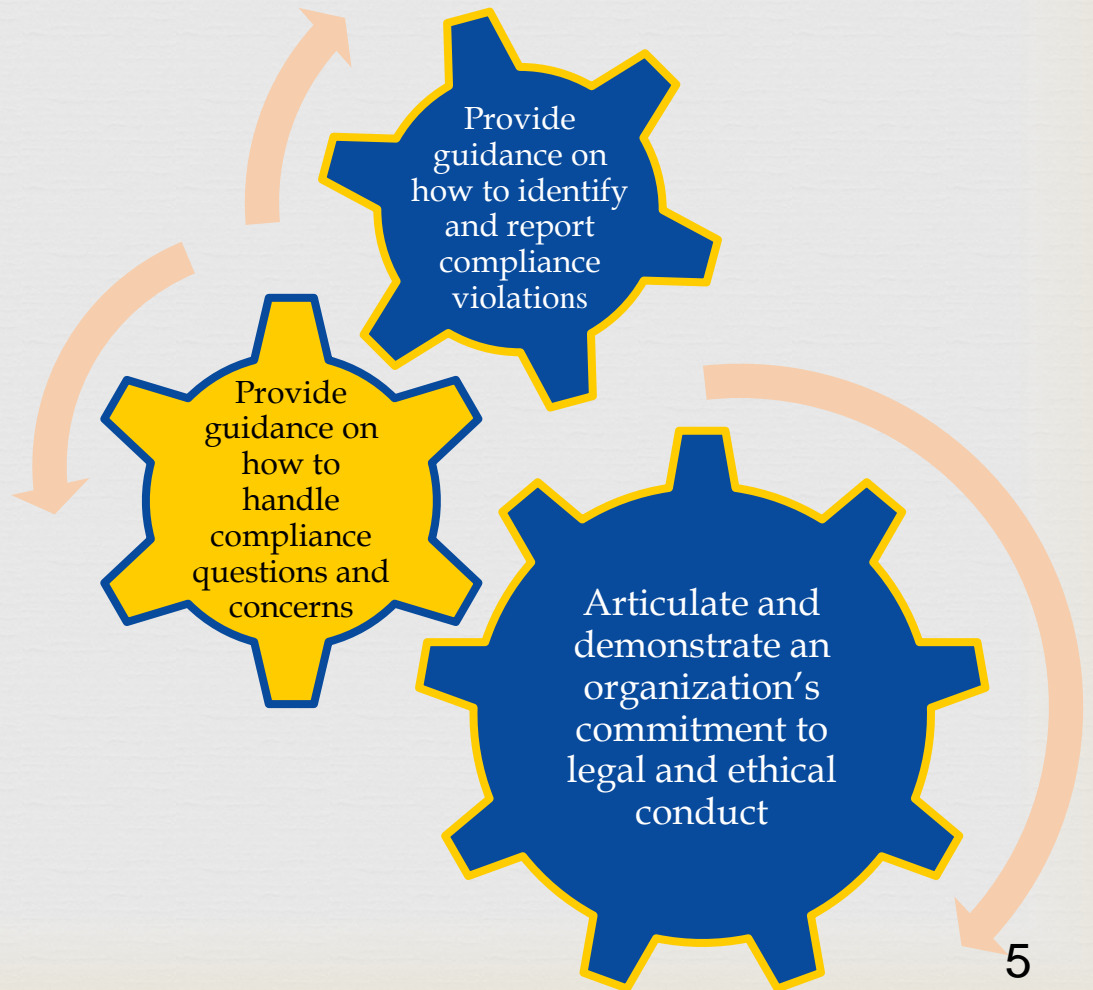 Provide
guidance on
how to identify
and report
compliance
violations
Provide
guidance on
how to
handle
compliance
questions and
concerns
Articulate and
demonstrate an
organization’s
commitment to
legal and ethical
conduct
5